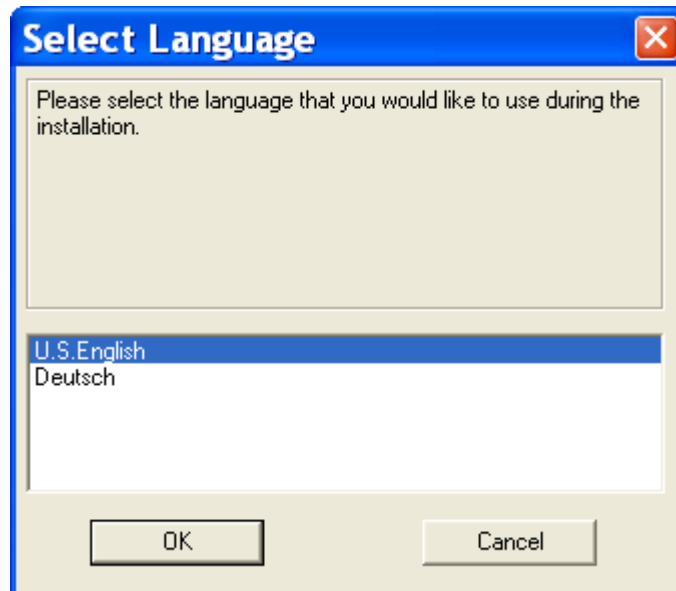 Select Language
Please select the language that you would like to use during the
installation.
U.S.English
Deutsch
OK
Cancel